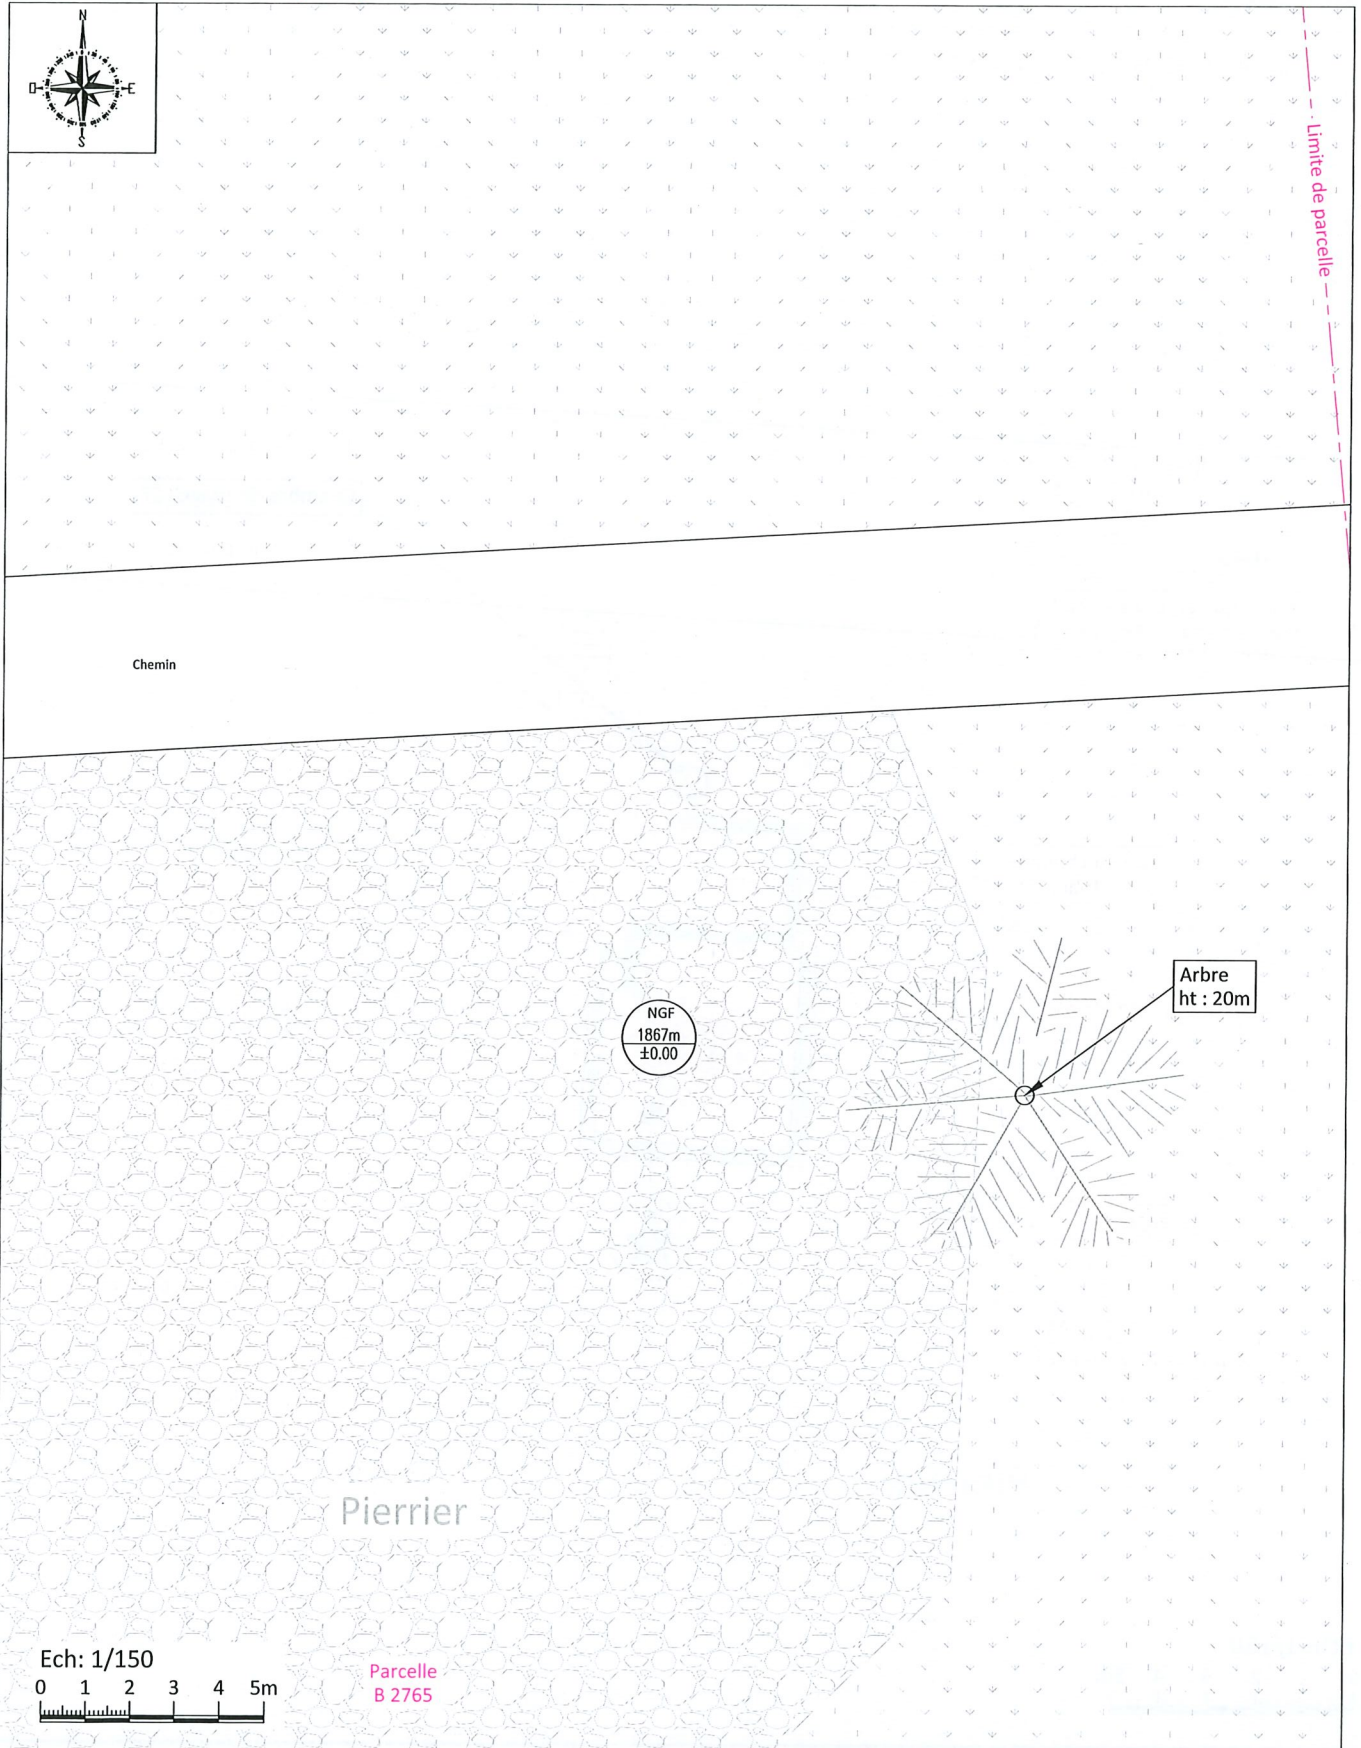 N
O E
S
Limite de parcelle
Chemin
Arbre
ht : 20m
NGF
1867m
±0.00
Pierrier
Ech: 1/150
0 1 2 3 4 5m
Parcelle
B 2765